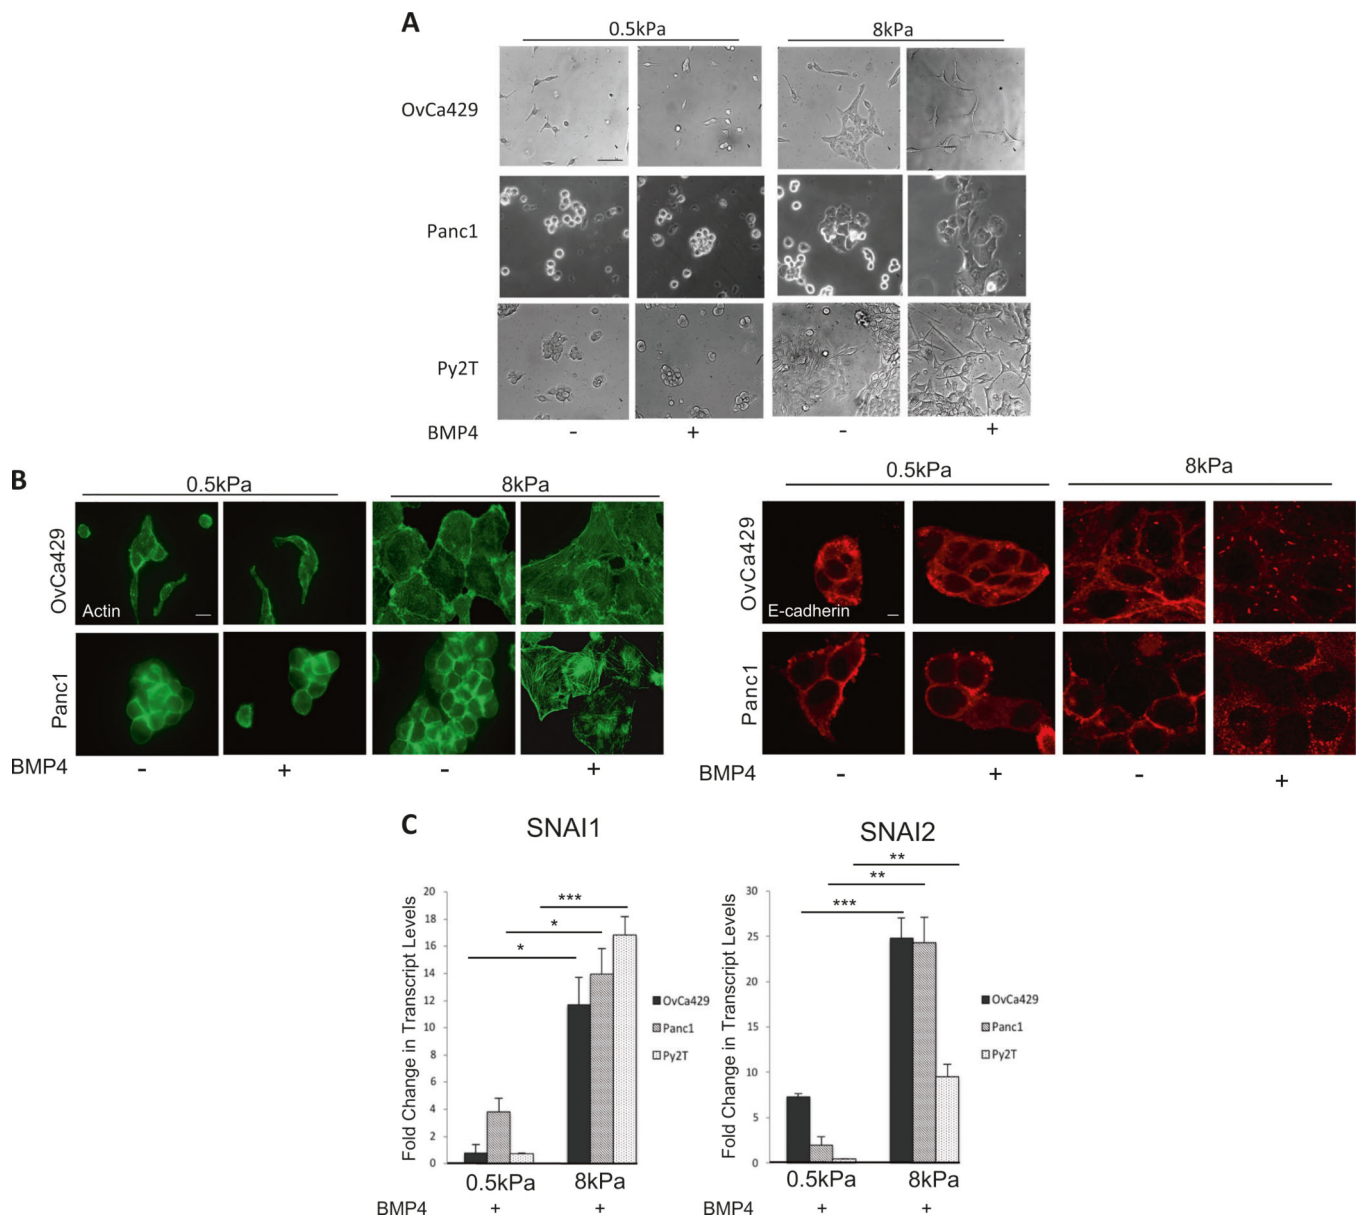 A
0.5kPa 8kPa
OvCa429
Panc1
Py2T
BMP4 - + - +
B
0.5kPa 8kPa
OvCa429
Actin
Panc1
BMP4 - + - +
0.5kPa 8kPa
OvCa429
E-cadherin
Panc1
BMP4 - + - +
C
SNAI1
Fold Change in Transcript Levels
20
18
16
14
12
10
8
6
4
2
0
***
*
*
OvCa429
Panc1
Py2T
0.5kPa 8kPa
BMP4 + +
SNAI2
Fold Change in Transcript Levels
30
25
20
15
10
5
0
**
**
***
OvCa429
Panc1
Py2T
0.5kPa 8kPa
BMP4 + +